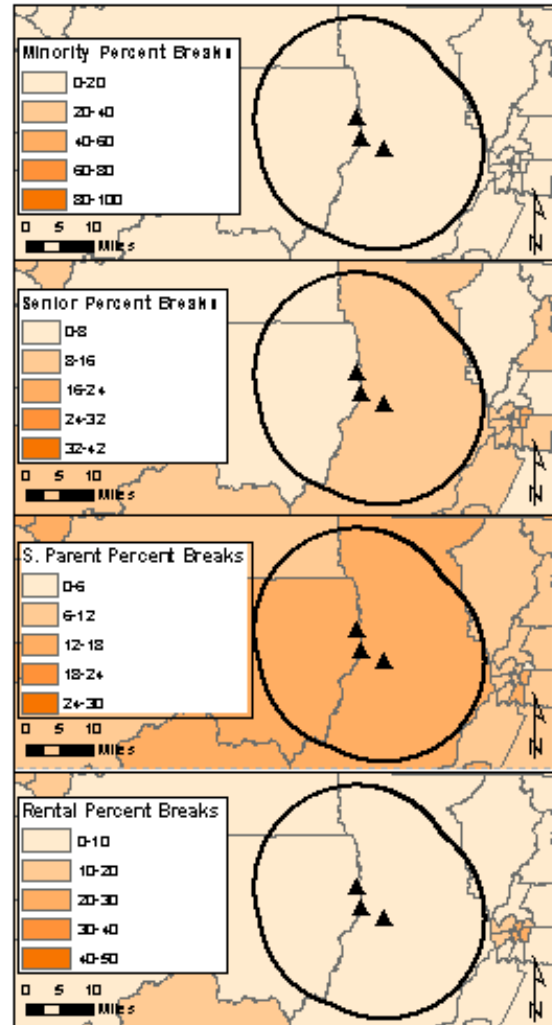 Minority Percent Breaks
0-20
20-40
40-60
60-80
80-100
0 5 10
Miles
N
Senior Percent Breaks
0-8
8-16
16-24
24-32
32-42
0 5 10
Miles
N
S. Parent Percent Breaks
0-6
6-12
12-18
18-24
24-30
0 5 10
Miles
N
Rental Percent Breaks
0-10
10-20
20-30
30-40
40-50
0 5 10
Miles
N